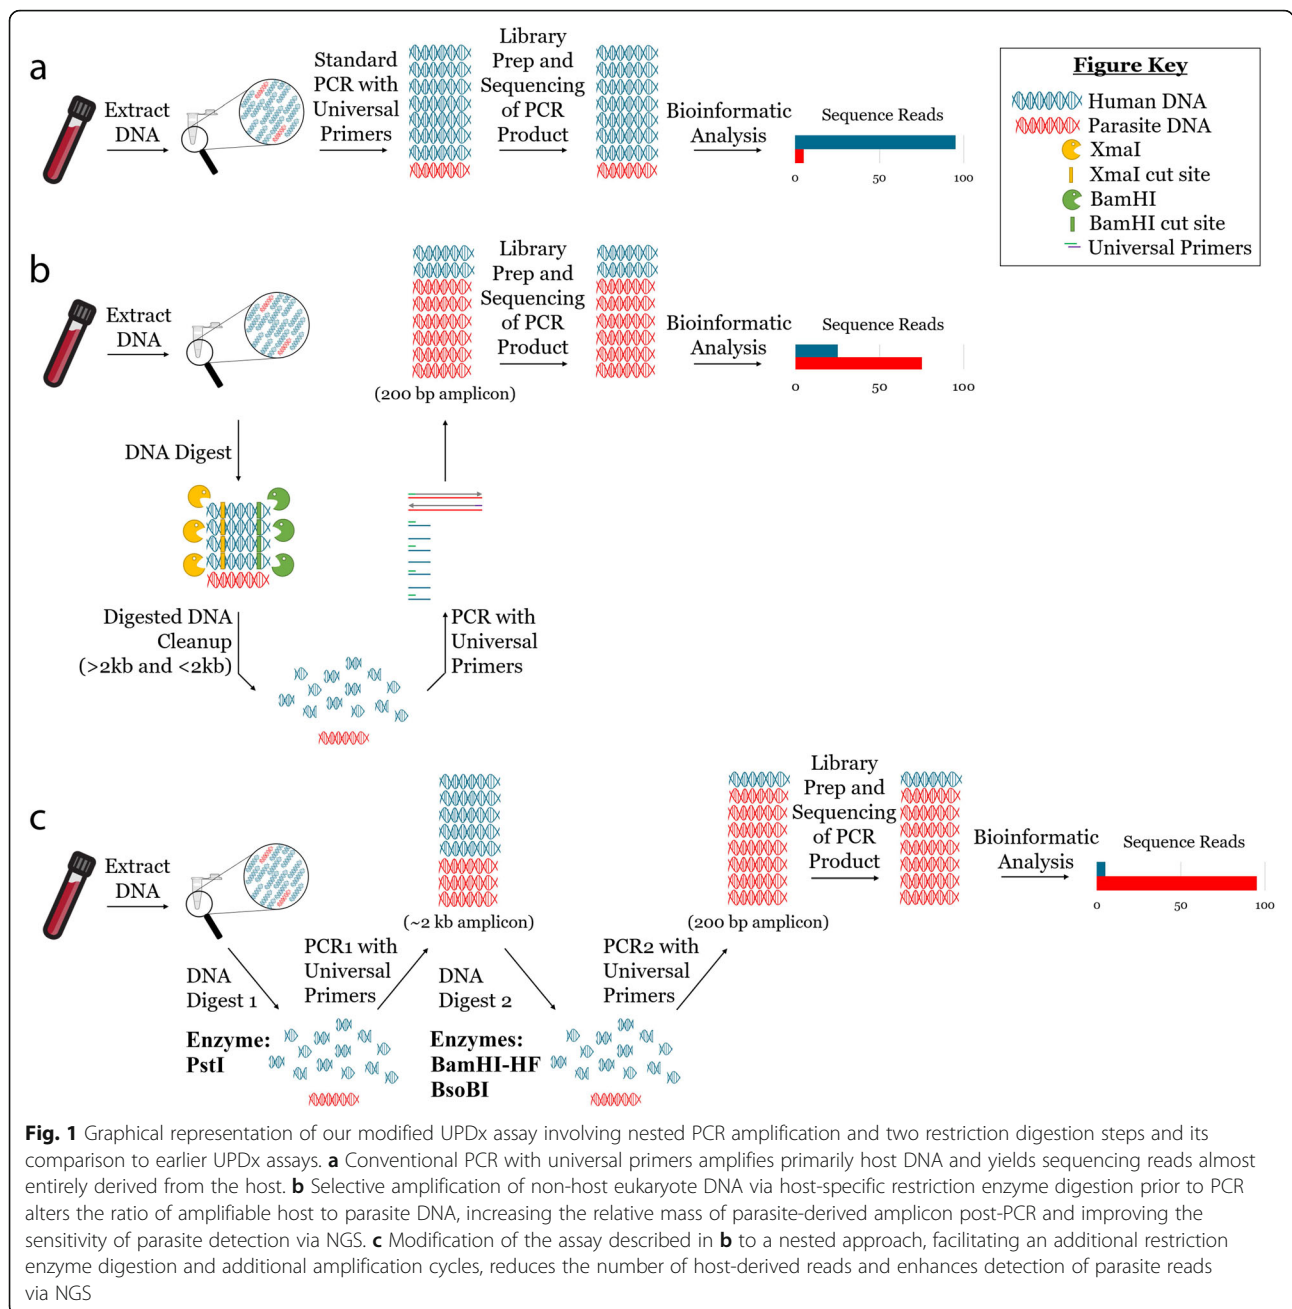 a
Extract
DNA
Standard
PCR with
Universal
Primers
Library
Prep and
Sequencing
of PCR
Product
Bioinformatic
Analysis
Sequence Reads
0 50 100
Figure Key
Human DNA
Parasite DNA
XmaI
XmaI cut site
BamHI
BamHI cut site
Universal Primers
b
Extract
DNA
(200 bp amplicon)
Library
Prep and
Sequencing
of PCR
Product
Bioinformatic
Analysis
Sequence Reads
0 50 100
DNA Digest
Digested DNA
Cleanup
(>2kb and <2kb)
PCR with
Universal
Primers
c
Extract
DNA
DNA
Digest 1
Enzyme:
PstI
PCR1 with
Universal
Primers
(~2 kb amplicon)
DNA
Digest 2
Enzymes:
BamHI-HF
BsoBI
PCR2 with
Universal
Primers
(200 bp amplicon)
Library
Prep and
Sequencing
of PCR
Product
Bioinformatic
Analysis
Sequence Reads
0 50 100
Fig. 1 Graphical representation of our modified UPDx assay involving nested PCR amplification and two restriction digestion steps and its
comparison to earlier UPDx assays. a Conventional PCR with universal primers amplifies primarily host DNA and yields sequencing reads almost
entirely derived from the host. b Selective amplification of non-host eukaryote DNA via host-specific restriction enzyme digestion prior to PCR
alters the ratio of amplifiable host to parasite DNA, increasing the relative mass of parasite-derived amplicon post-PCR and improving the
sensitivity of parasite detection via NGS. c Modification of the assay described in b to a nested approach, facilitating an additional restriction
enzyme digestion and additional amplification cycles, reduces the number of host-derived reads and enhances detection of parasite reads
via NGS